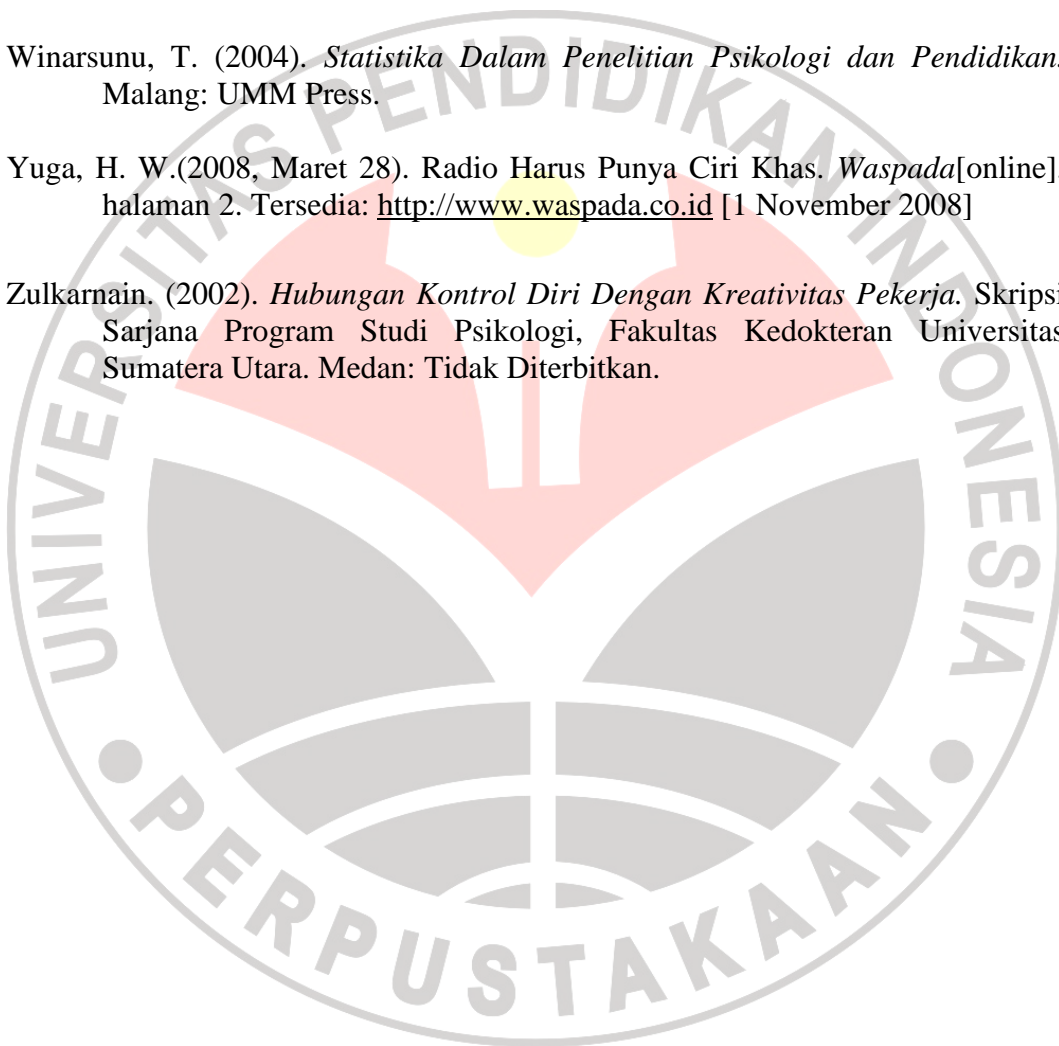 Winarsunu, T. (2004). Statistika Dalam Penelitian Psikologi dan Pendidikan.
Malang: UMM Press.
Yuga, H. W.(2008, Maret 28). Radio Harus Punya Ciri Khas. Waspada[online],
halaman 2. Tersedia: http://www.waspada.co.id [1 November 2008]
Zulkarnain. (2002). Hubungan Kontrol Diri Dengan Kreativitas Pekerja. Skripsi
Sarjana Program Studi Psikologi, Fakultas Kedokteran Universitas
Sumatera Utara. Medan: Tidak Diterbitkan.
UNIVERSITAS PENDIDIKAN INDONESIA
PERPUSTAKAAN